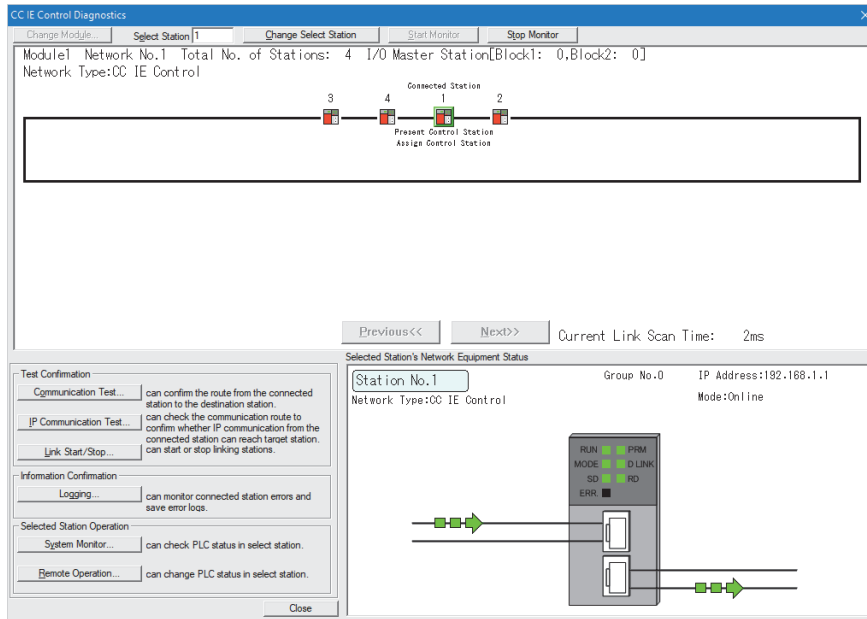 CC IE Control Diagnostics
Change Module... Select Station 1 Change Select Station Start Monitor Stop Monitor
Module1 Network No.1 Total No. of Stations: 4 I/O Master Station[Block1: 0,Block2: 0]
Network Type:CC IE Control
Connected Station
3 4 1 2
Present Control Station
Assign Control Station
Previous<< Next>> Current Link Scan Time: 2ms
Test Confirmation
Communication Test... can confirm the route from the connected
station to the destination station.
IP Communication Test... can check the communication route to
confirm whether IP communication from the
connected station can reach target station.
Link Start/Stop... can start or stop linking stations.
Information Confirmation
Logging... can monitor connected station errors and
save error logs.
Selected Station Operation
System Monitor... can check PLC status in select station.
Remote Operation... can change PLC status in select station.
Close
Selected Station's Network Equipment Status
Station No.1 Group No.0 IP Address:192.168.1.1
Network Type:CC IE Control Mode:Online
RUN PRM
MODE D LINK
SD RD
ERR.